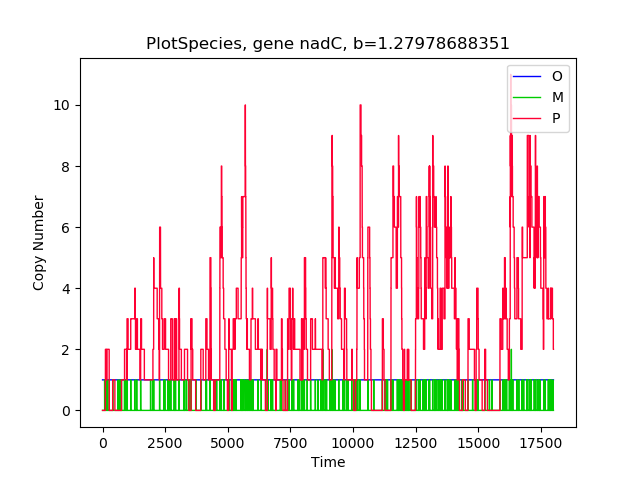 PlotSpecies, gene nadC, b=1.27978688351
O
M
P
10
8
6
4
2
0
Copy Number
0 2500 5000 7500 10000 12500 15000 17500
Time